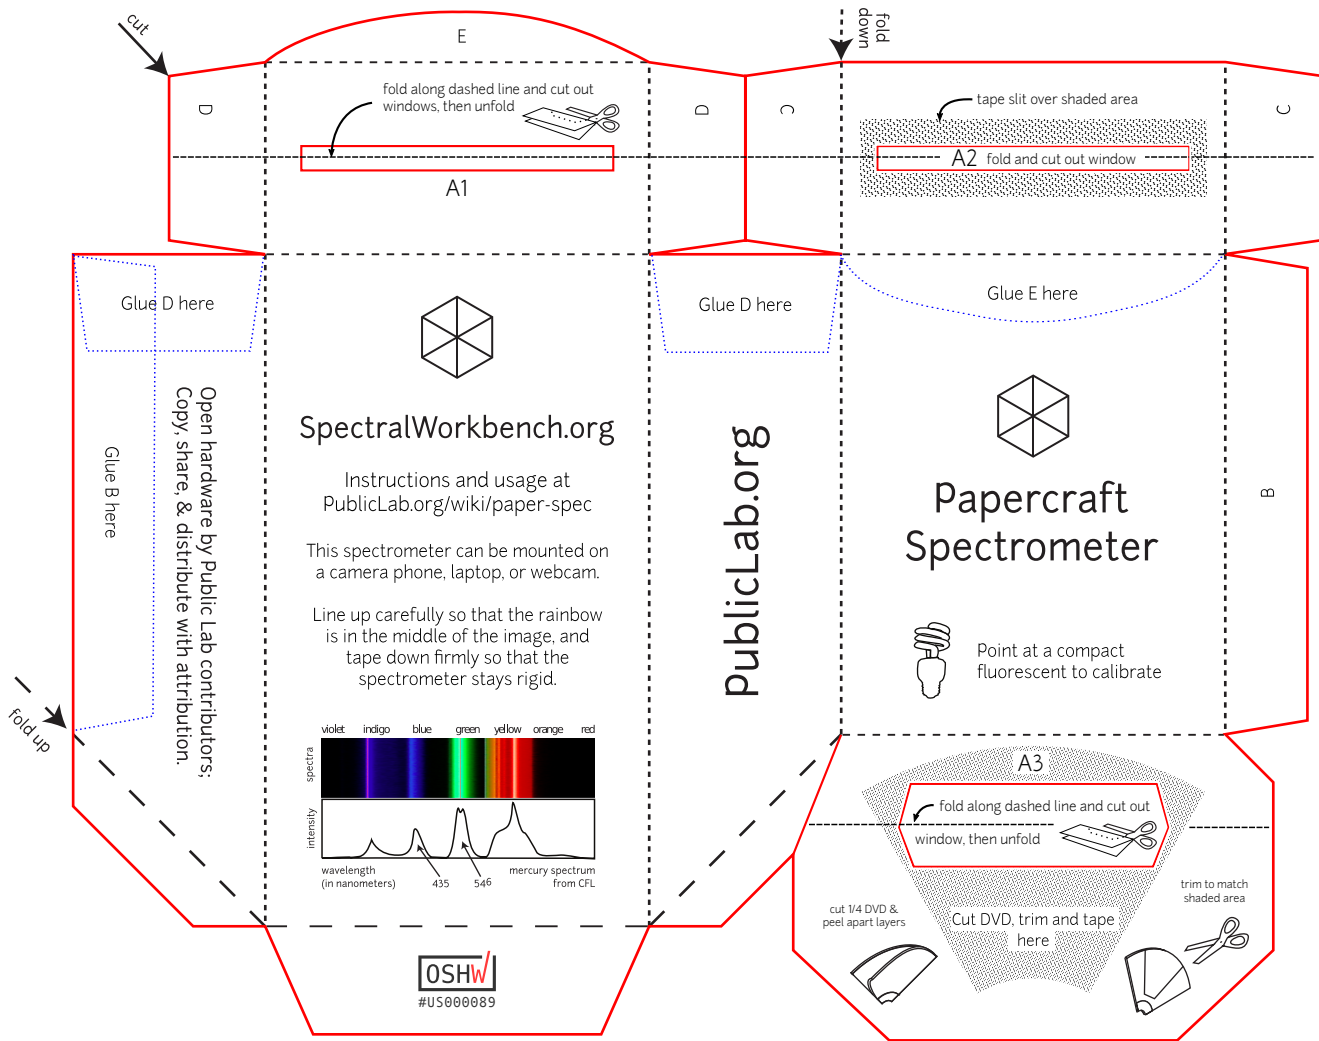 cut
E
fold
down
D
fold along dashed line and cut out
windows, then unfold
D
C
tape slit over shaded area
C
A2 fold and cut out window
A1
Glue D here
Glue D here
Glue E here
Open hardware by Public Lab contributors;
Copy, share, & distribute with attribution.
Glue B here
fold up
SpectralWorkbench.org
Instructions and usage at
PublicLab.org/wiki/paper-spec
This spectrometer can be mounted on
a camera phone, laptop, or webcam.
Line up carefully so that the rainbow
is in the middle of the image, and
tape down firmly so that the
spectrometer stays rigid.
violet indigo blue green yellow orange red
spectra
intensity
wavelength
(in nanometers)
435
546
mercury spectrum
from CFL
OSHW
#US000089
PublicLab.org
Papercraft
Spectrometer
Point at a compact
fluorescent to calibrate
B
A3
fold along dashed line and cut out
window, then unfold
cut 1/4 DVD &
peel apart layers
Cut DVD, trim and tape
here
trim to match
shaded area